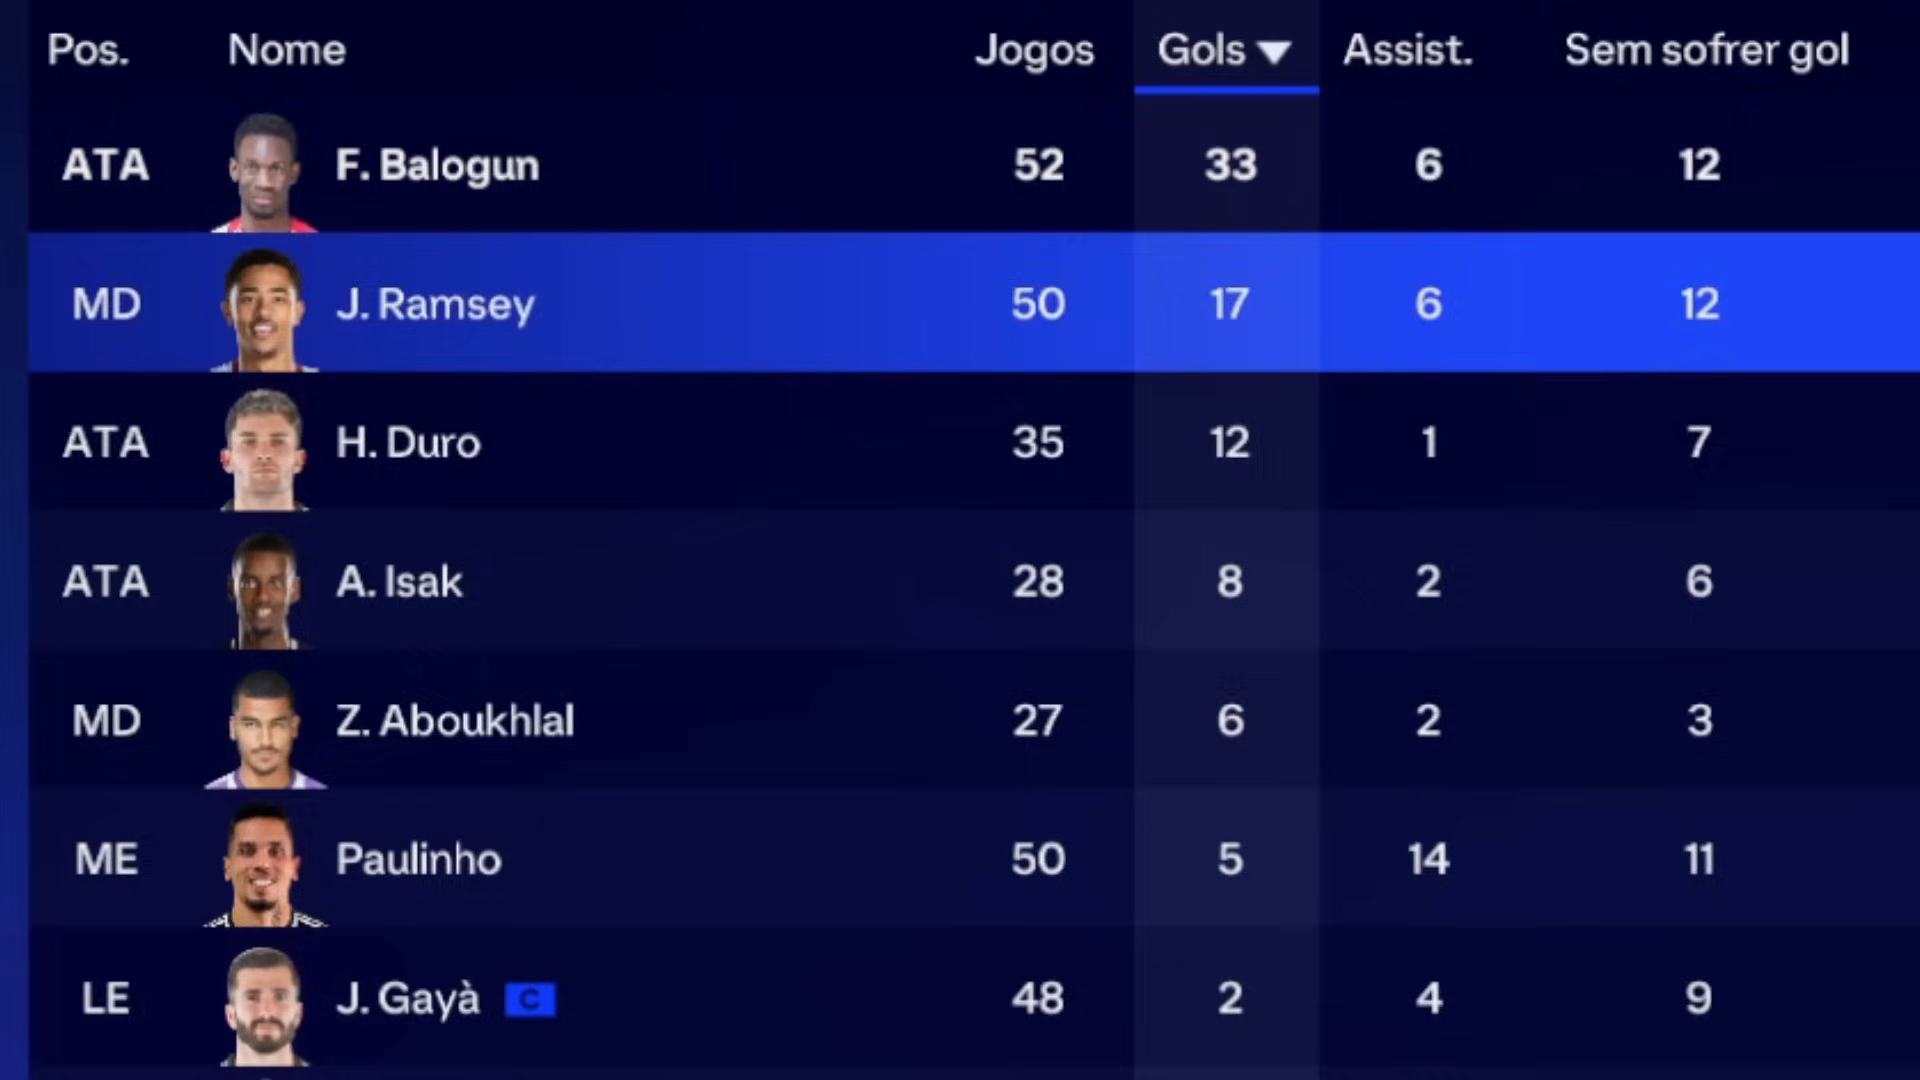 Pos. Nome Jogos Gols Assist. Sem sofrer gol
ATA F. Balogun 52 33 6 12
MD J. Ramsey 50 17 6 12
ATA H. Duro 35 12 1 7
ATA A. Isak 28 8 2 6
MD Z. Aboukhlal 27 6 2 3
ME Paulinho 50 5 14 11
LE J. Gayà C 48 2 4 9